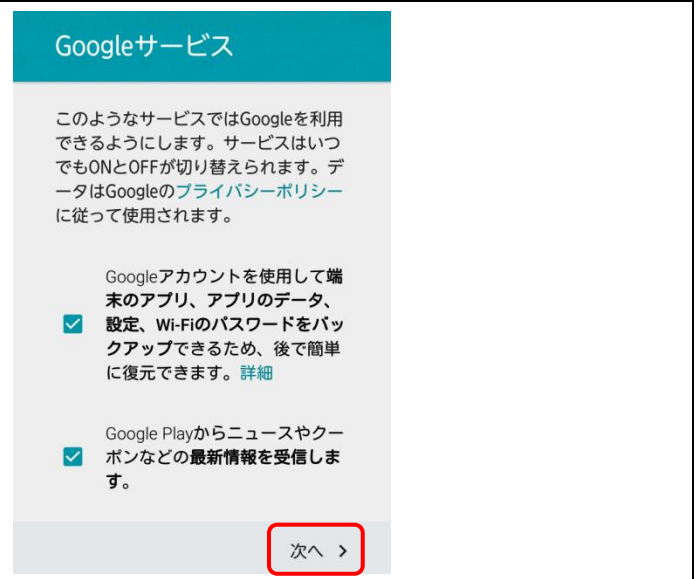 Googleサービス
このようなサービスではGoogleを利用
できるようにします。サービスはいつ
でもONとOFFが切り替えられます。デ
ータはGoogleのプライバシーポリシー
に従って使用されます。
Googleアカウントを使用して端
末のアプリ、アプリのデータ、
設定、Wi-Fiのパスワードをバッ
クアップできるため、後で簡単
に復元できます。詳細
Google Playからニュースやクー
ポンなどの最新情報を受信しま
す。
次へ